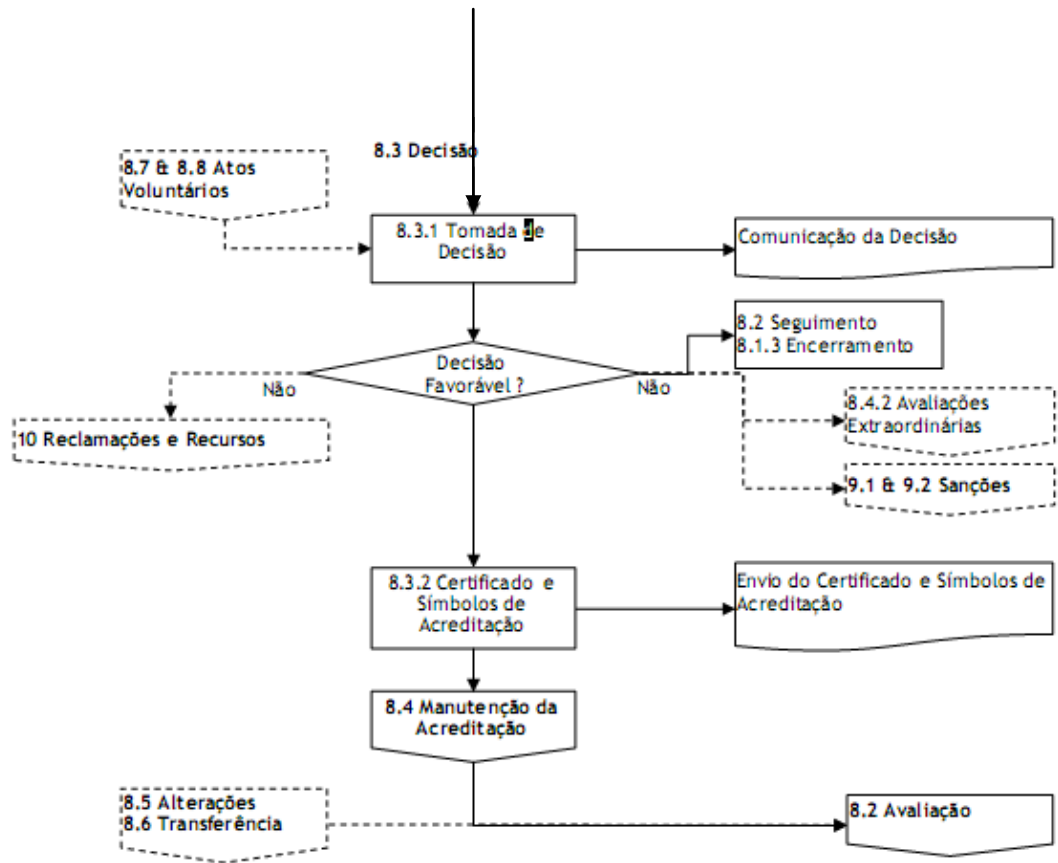 8.3 Decisão
8.7 & 8.8 Atos
Voluntários
8.3.1 Tomada de
Decisão
Comunicação da Decisão
8.2 Seguimento
8.1.3 Encerramento
Decisão
Favorável ?
Não
Não
8.4.2 Avaliações
Extraordinárias
10 Reclamações e Recursos
9.1 & 9.2 Sanções
8.3.2 Certificado e
Símbolos de
Acreditação
Envio do Certificado e Símbolos de
Acreditação
8.4 Manutenção da
Acreditação
8.5 Alterações
8.6 Transferência
8.2 Avaliação